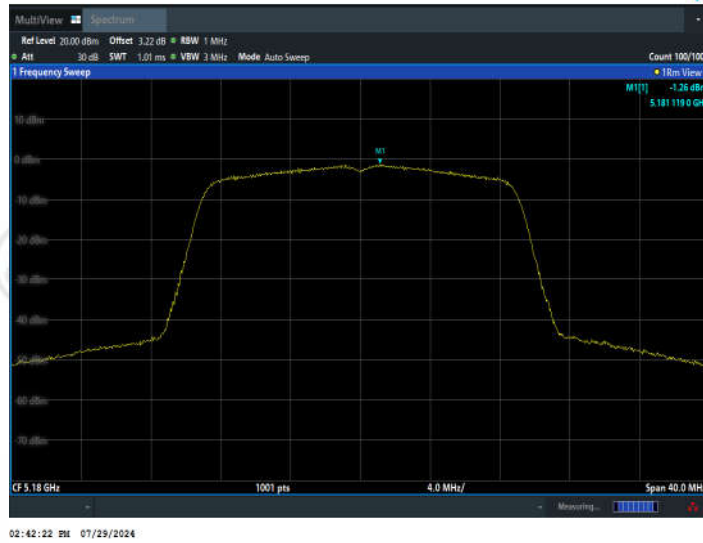 MultiView Spectrum
Ref Level 20.00 dBm Offset 3.22 dB RBW 1 MHz
Att 30 dB SWT 1.01 ms VBW 3 MHz Mode Auto Sweep Count 100/100
1 Frequency Sweep 1Rm View
M1[1] -1.26 dBm
5.181 119 0 GH
10 dBm
M1
0 dBm
-10 dBm
-20 dBm
-30 dBm
-40 dBm
-50 dBm
-60 dBm
-70 dBm
CF 5.18 GHz 1001 pts 4.0 MHz/ Span 40.0 MH
Measuring...
02:42:22 PM 07/29/2024